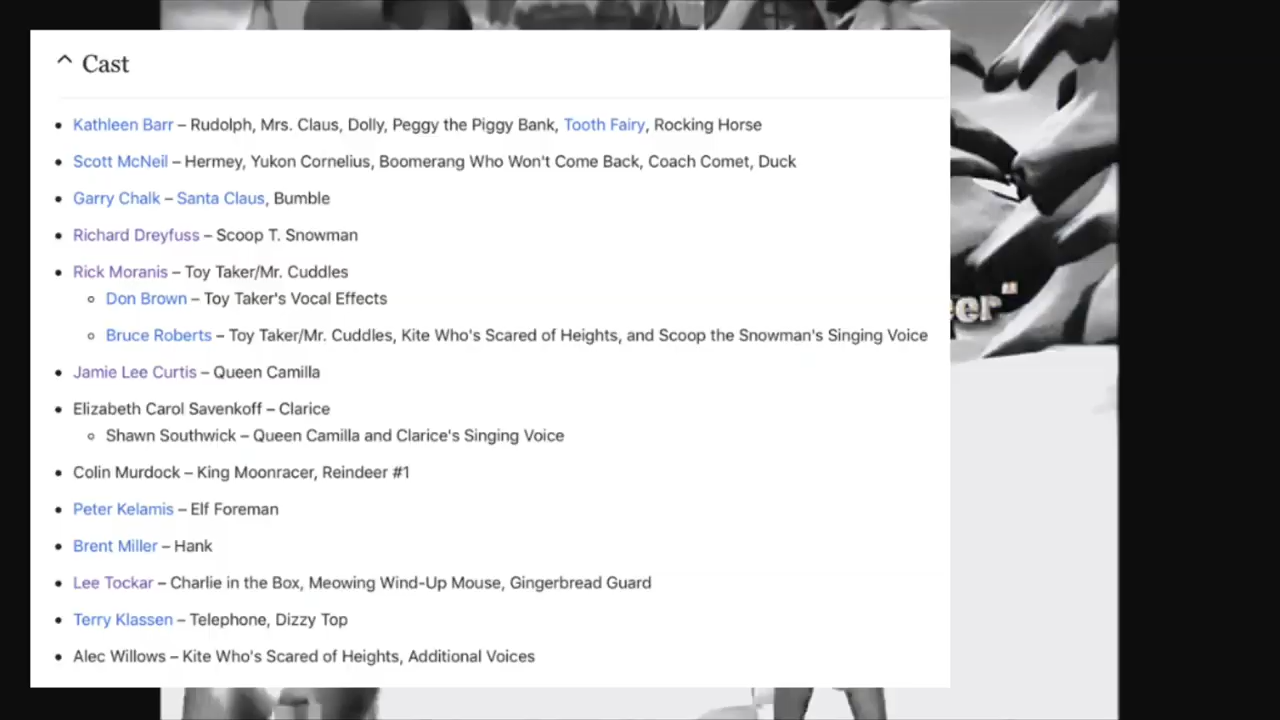 Cast
Kathleen Barr – Rudolph, Mrs. Claus, Dolly, Peggy the Piggy Bank, Tooth Fairy, Rocking Horse
Scott McNeil – Hermey, Yukon Cornelius, Boomerang Who Won't Come Back, Coach Comet, Duck
Garry Chalk – Santa Claus, Bumble
Richard Dreyfuss – Scoop T. Snowman
Rick Moranis – Toy Taker/Mr. Cuddles
Don Brown – Toy Taker's Vocal Effects
Bruce Roberts – Toy Taker/Mr. Cuddles, Kite Who's Scared of Heights, and Scoop the Snowman's Singing Voice
Jamie Lee Curtis – Queen Camilla
Elizabeth Carol Savenkoff – Clarice
Shawn Southwick – Queen Camilla and Clarice's Singing Voice
Colin Murdock – King Moonracer, Reindeer #1
Peter Kelamis – Elf Foreman
Brent Miller – Hank
Lee Tockar – Charlie in the Box, Meowing Wind-Up Mouse, Gingerbread Guard
Terry Klassen – Telephone, Dizzy Top
Alec Willows – Kite Who's Scared of Heights, Additional Voices